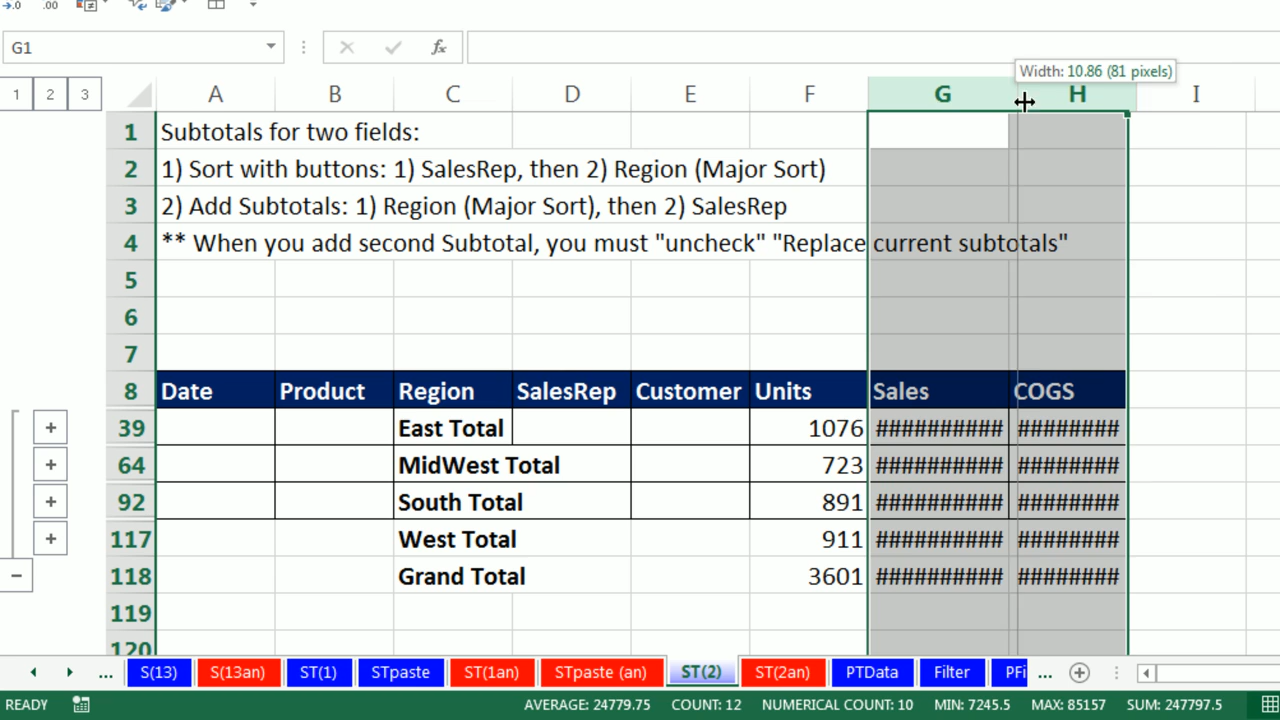 .0 .00
G1 fx
Width: 10.86 (81 pixels)
1 2 3 A B C D E F G H I
1 Subtotals for two fields:
2 1) Sort with buttons: 1) SalesRep, then 2) Region (Major Sort)
3 2) Add Subtotals: 1) Region (Major Sort), then 2) SalesRep
4 ** When you add second Subtotal, you must "uncheck" "Replace current subtotals"
5
6
7
8 Date Product Region SalesRep Customer Units Sales COGS
39 East Total 1076 ########## ########
64 MidWest Total 723 ########## ########
92 South Total 891 ########## ########
117 West Total 911 ########## ########
118 Grand Total 3601 ########## ########
119
120
... S(13) S(13an) ST(1) STpaste ST(1an) STpaste (an) ST(2) ST(2an) PTData Filter PFi ...
READY AVERAGE: 24779.75 COUNT: 12 NUMERICAL COUNT: 10 MIN: 7245.5 MAX: 85157 SUM: 247797.5